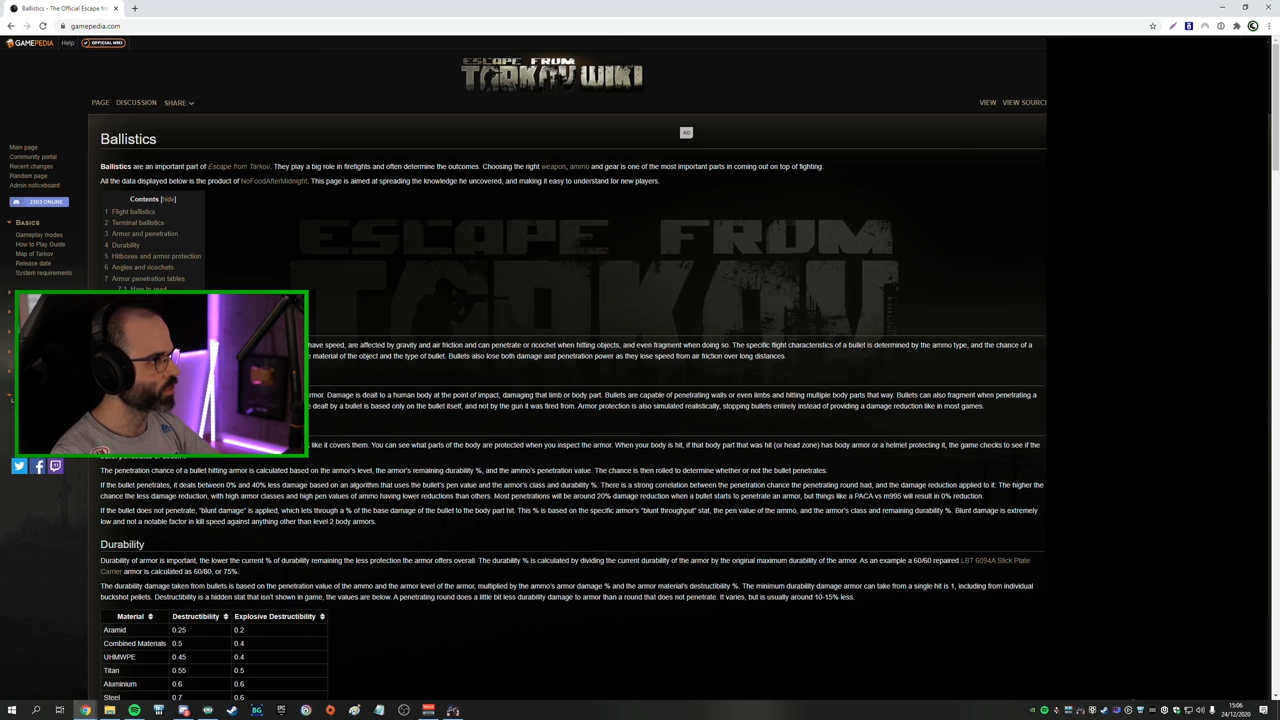 Ballistics - The Official Escape fro
gamepedia.com
GAMEPEDIA Help OFFICIAL WIKI
ESCAPE FROM
TARKOV WIKI
PAGE DISCUSSION SHARE VIEW VIEW SOURC
Ballistics
AD
Main page
Community portal
Recent changes
Random page
Admin noticeboard
2303 ONLINE
BASICS
Gameplay modes
How to Play Guide
Map of Tarkov
Release date
System requirements
Ballistics are an important part of Escape from Tarkov. They play a big role in firefights and often determine the outcomes. Choosing the right weapon, ammo and gear is one of the most important parts in coming out on top of fighting.
All the data displayed below is the product of NoFoodAfterMidnight. This page is aimed at spreading the knowledge he uncovered, and making it easy to understand for new players.
Contents [hide]
1 Flight ballistics
2 Terminal ballistics
3 Armor and penetration
4 Durability
5 Hitboxes and armor protection
6 Angles and ricochets
7 Armor penetration tables
7.1 How to read
ESCAPE FROM
TARKOV
have speed, are affected by gravity and air friction and can penetrate or ricochet when hitting objects, and even fragment when doing so. The specific flight characteristics of a bullet is determined by the ammo type, and the chance of a
material of the object and the type of bullet. Bullets also lose both damage and penetration power as they lose speed from air friction over long distances.
rmor. Damage is dealt to a human body at the point of impact, damaging that limb or body part. Bullets are capable of penetrating walls or even limbs and hitting multiple body parts that way. Bullets can also fragment when penetrating a
dealt by a bullet is based only on the bullet itself, and not by the gun it was fired from. Armor protection is also simulated realistically, stopping bullets entirely instead of providing a damage reduction like in most games.
like it covers them. You can see what parts of the body are protected when you inspect the armor. When your body is hit, if that body part that was hit (or head zone) has body armor or a helmet protecting it, the game checks to see if the
The penetration chance of a bullet hitting armor is calculated based on the armor's level, the armor's remaining durability %, and the ammo's penetration value. The chance is then rolled to determine whether or not the bullet penetrates.
If the bullet penetrates, it deals between 0% and 40% less damage based on an algorithm that uses the bullet's pen value and the armor's class and durability %. There is a strong correlation between the penetration chance the penetrating round had, and the damage reduction applied to it: The higher the
chance the less damage reduction, with high armor classes and high pen values of ammo having lower reductions than others. Most penetrations will be around 20% damage reduction when a bullet starts to penetrate an armor, but things like a PACA vs m995 will result in 0% reduction.
If the bullet does not penetrate, "blunt damage" is applied, which lets through a % of the base damage of the bullet to the body part hit. This % is based on the specific armor's "blunt throughput" stat, the pen value of the ammo, and the armor's class and remaining durability %. Blunt damage is extremely
low and not a notable factor in kill speed against anything other than level 2 body armors.
Durability
Durability of armor is important, the lower the current % of durability remaining the less protection the armor offers overall. The durability % is calculated by dividing the current durability of the armor by the original maximum durability of the armor. As an example a 60/60 repaired LBT 6094A Slick Plate
Carrier armor is calculated as 60/80, or 75%.
The durability damage taken from bullets is based on the penetration value of the ammo and the armor level of the armor, multiplied by the ammo's armor damage % and the armor material's destructibility %. The minimum durability damage armor can take from a single hit is 1, including from individual
buckshot pellets. Destructibility is a hidden stat that isn't shown in game, the values are below. A penetrating round does a little bit less durability damage to armor than a round that does not penetrate. It varies, but is usually around 10-15% less.
Material Destructibility Explosive Destructibility
Aramid 0.25 0.2
Combined Materials 0.5 0.4
UHMWPE 0.45 0.4
Titan 0.55 0.5
Aluminium 0.6 0.6
Steel 0.7 0.6
15:06
24/12/2020